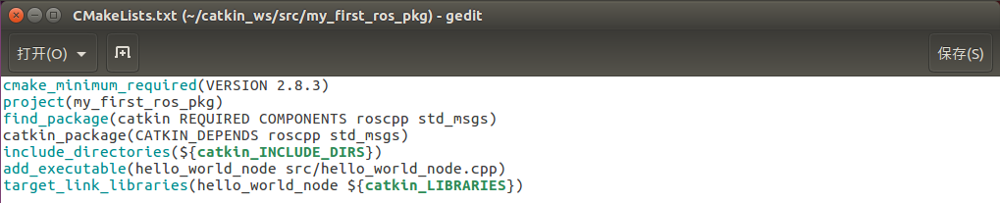 CMakeLists.txt (~/catkin_ws/src/my_first_ros_pkg) - gedit
打开(O)
保存(S)
cmake_minimum_required(VERSION 2.8.3)
project(my_first_ros_pkg)
find_package(catkin REQUIRED COMPONENTS roscpp std_msgs)
catkin_package(CATKIN_DEPENDS roscpp std_msgs)
include_directories(${catkin_INCLUDE_DIRS})
add_executable(hello_world_node src/hello_world_node.cpp)
target_link_libraries(hello_world_node ${catkin_LIBRARIES})